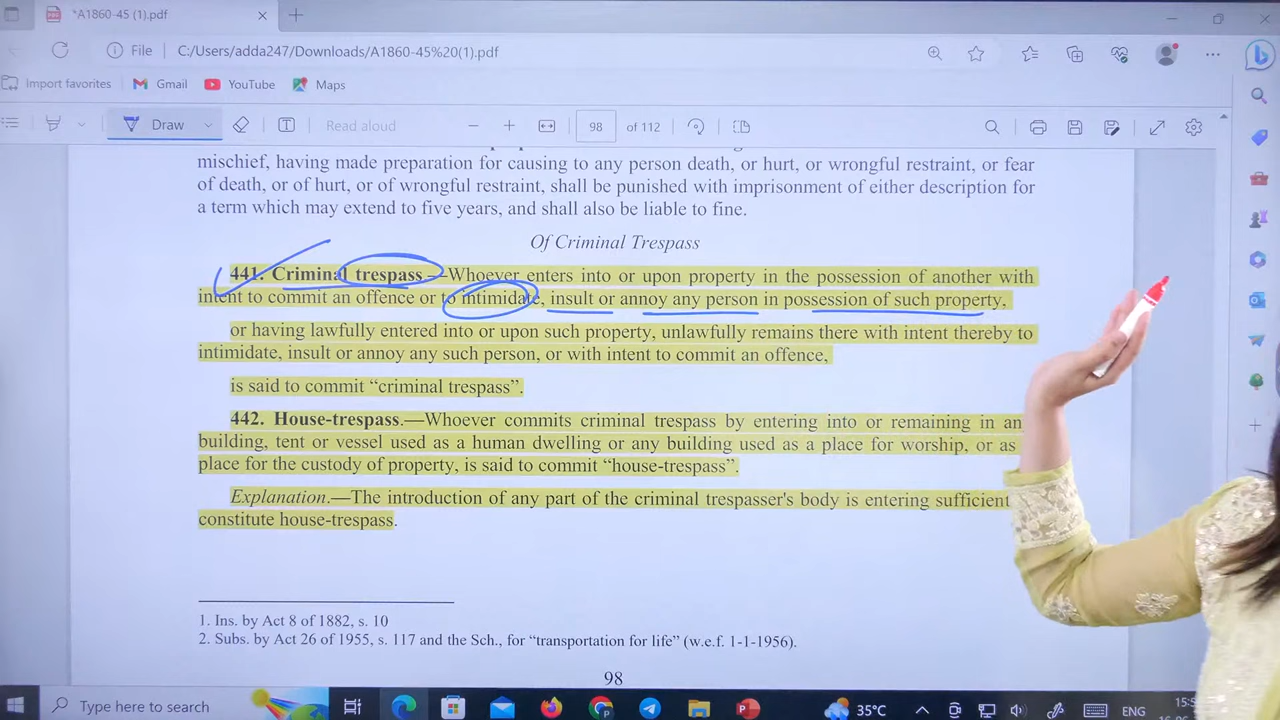 *A1860-45 (1).pdf
File C:/Users/adda247/Downloads/A1860-45%20(1).pdf
Import favorites Gmail YouTube Maps
Draw Read aloud 98 of 112
mischief, having made preparation for causing to any person death, or hurt, or wrongful restraint, or fear
of death, or of hurt, or of wrongful restraint, shall be punished with imprisonment of either description for
a term which may extend to five years, and shall also be liable to fine.
Of Criminal Trespass
441. Criminal trespass.—Whoever enters into or upon property in the possession of another with
intent to commit an offence or to intimidate, insult or annoy any person in possession of such property,
or having lawfully entered into or upon such property, unlawfully remains there with intent thereby to
intimidate, insult or annoy any such person, or with intent to commit an offence,
is said to commit “criminal trespass”.
442. House-trespass.—Whoever commits criminal trespass by entering into or remaining in an
building, tent or vessel used as a human dwelling or any building used as a place for worship, or as
place for the custody of property, is said to commit “house-trespass”.
Explanation.—The introduction of any part of the criminal trespasser's body is entering sufficient
constitute house-trespass.
1. Ins. by Act 8 of 1882, s. 10
2. Subs. by Act 26 of 1955, s. 117 and the Sch., for “transportation for life” (w.e.f. 1-1-1956).
98
Type here to search 35°C ENG